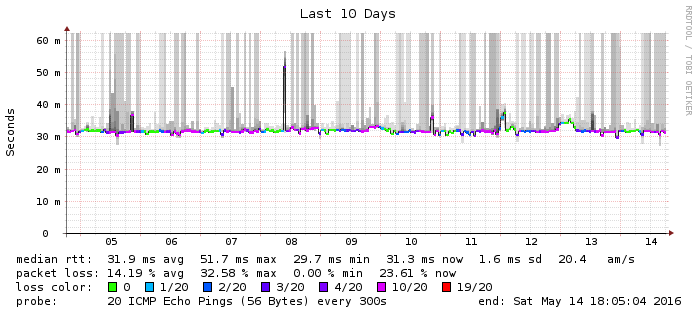 Last 10 Days
RRDTOOL / TOBI OETIKER
Seconds
60 m
50 m
40 m
30 m
20 m
10 m
0
05 06 07 08 09 10 11 12 13 14
median rtt: 31.9 ms avg 51.7 ms max 29.7 ms min 31.3 ms now 1.6 ms sd 20.4 am/s
packet loss: 14.19 % avg 32.58 % max 0.00 % min 23.61 % now
loss color: 0 1/20 2/20 3/20 4/20 10/20 19/20
probe: 20 ICMP Echo Pings (56 Bytes) every 300s end: Sat May 14 18:05:04 2016